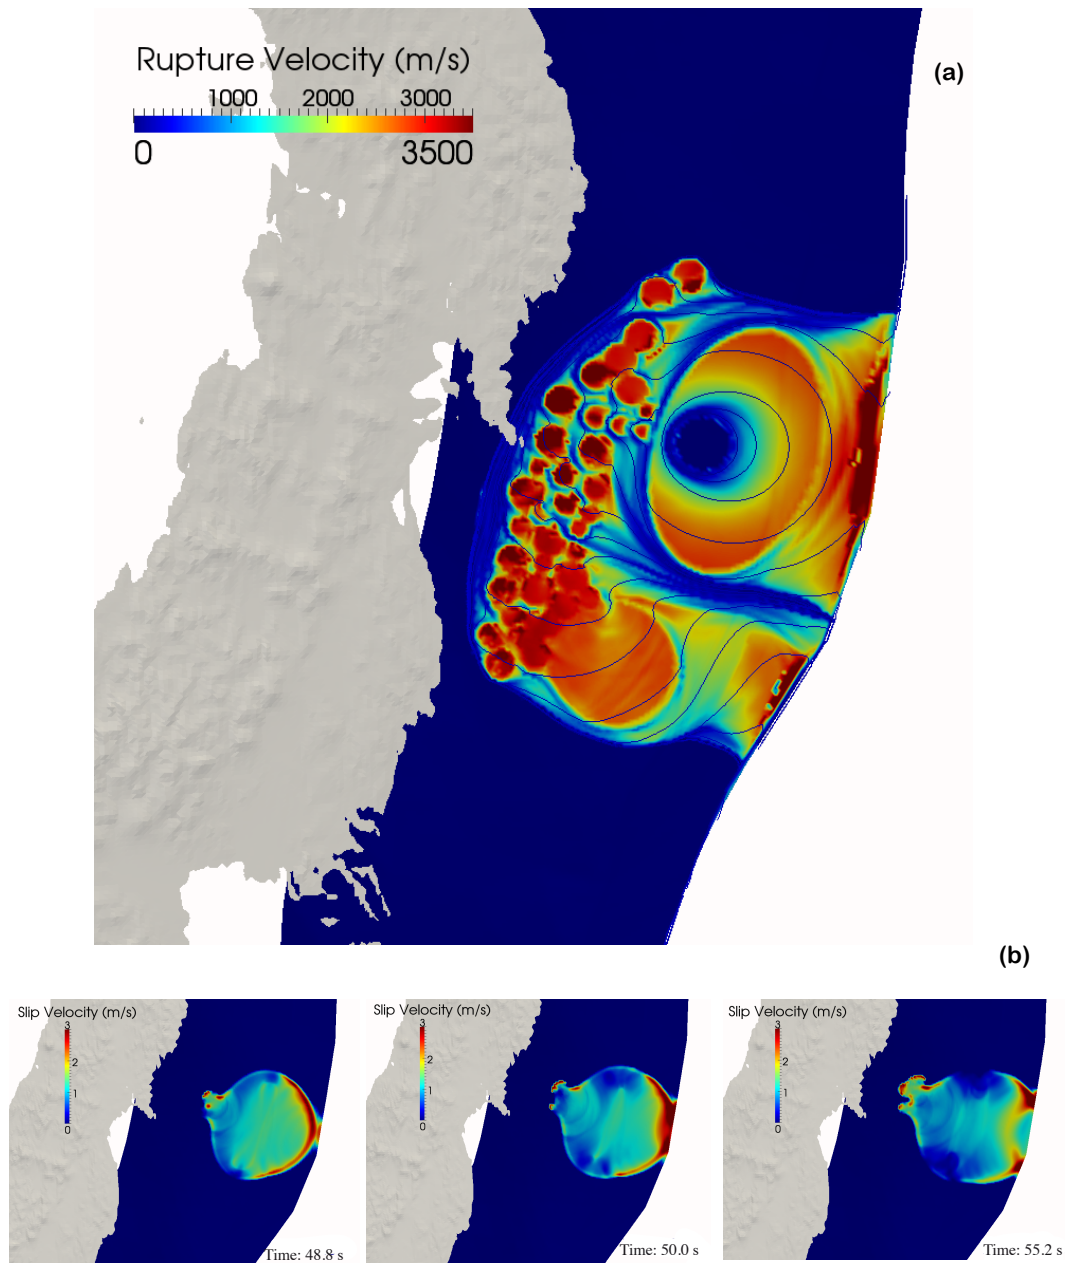 Rupture Velocity (m/s)
(a)
1000 2000 3000
0 3500
(b)
Slip Velocity (m/s)
3
2
1
0
Time: 48.8 s
Slip Velocity (m/s)
3
2
1
0
Time: 50.0 s
Slip Velocity (m/s)
3
2
1
0
Time: 55.2 s